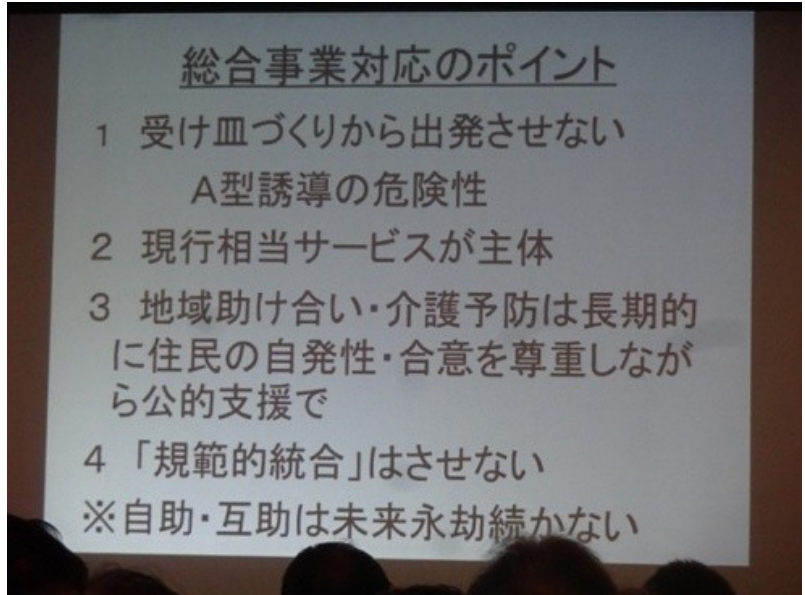 総合事業対応のポイント
1 受け皿づくりから出発させない
A型誘導の危険性
2 現行相当サービスが主体
3 地域助け合い・介護予防は長期的
に住民の自発性・合意を尊重しなが
ら公的支援で
4 「規範的統合」はさせない
※自助・互助は未来永劫続かない